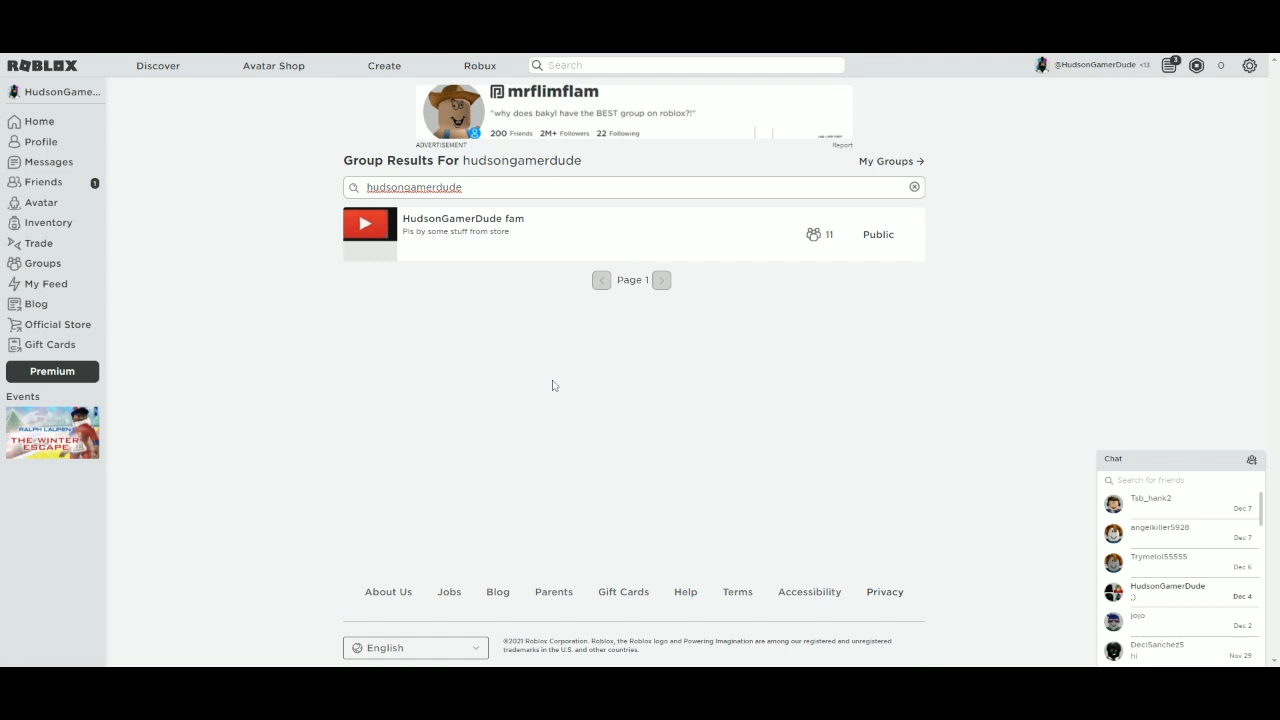 ROBLOX
Discover
Avatar Shop
Create
Robux
Search
@HudsonGamerDude <13
3
0
HudsonGame...
Home
Profile
Messages
Friends
1
Avatar
Inventory
Trade
Groups
My Feed
Blog
Official Store
Gift Cards
Premium
Events
RALPH LAUREN
THE WINTER
ESCAPE
mrflimflam
"why does bakyl have the BEST group on roblox?!"
200 Friends 2M+ Followers 22 Following
ADVERTISEMENT
Report
Group Results For hudsongamerdude
My Groups
hudsongamerdude
HudsonGamerDude fam
Pls by some stuff from store
11
Public
Page 1
About Us
Jobs
Blog
Parents
Gift Cards
Help
Terms
Accessibility
Privacy
English
©2021 Roblox Corporation. Roblox, the Roblox logo and Powering Imagination are among our registered and unregistered
trademarks in the U.S. and other countries.
Chat
Search for friends
Tsb_hank2
Dec 7
angelkiller5928
Dec 7
Trymelol55555
Dec 6
HudsonGamerDude
;)
Dec 4
jojo
Dec 2
DeciSanchez5
hi
Nov 29